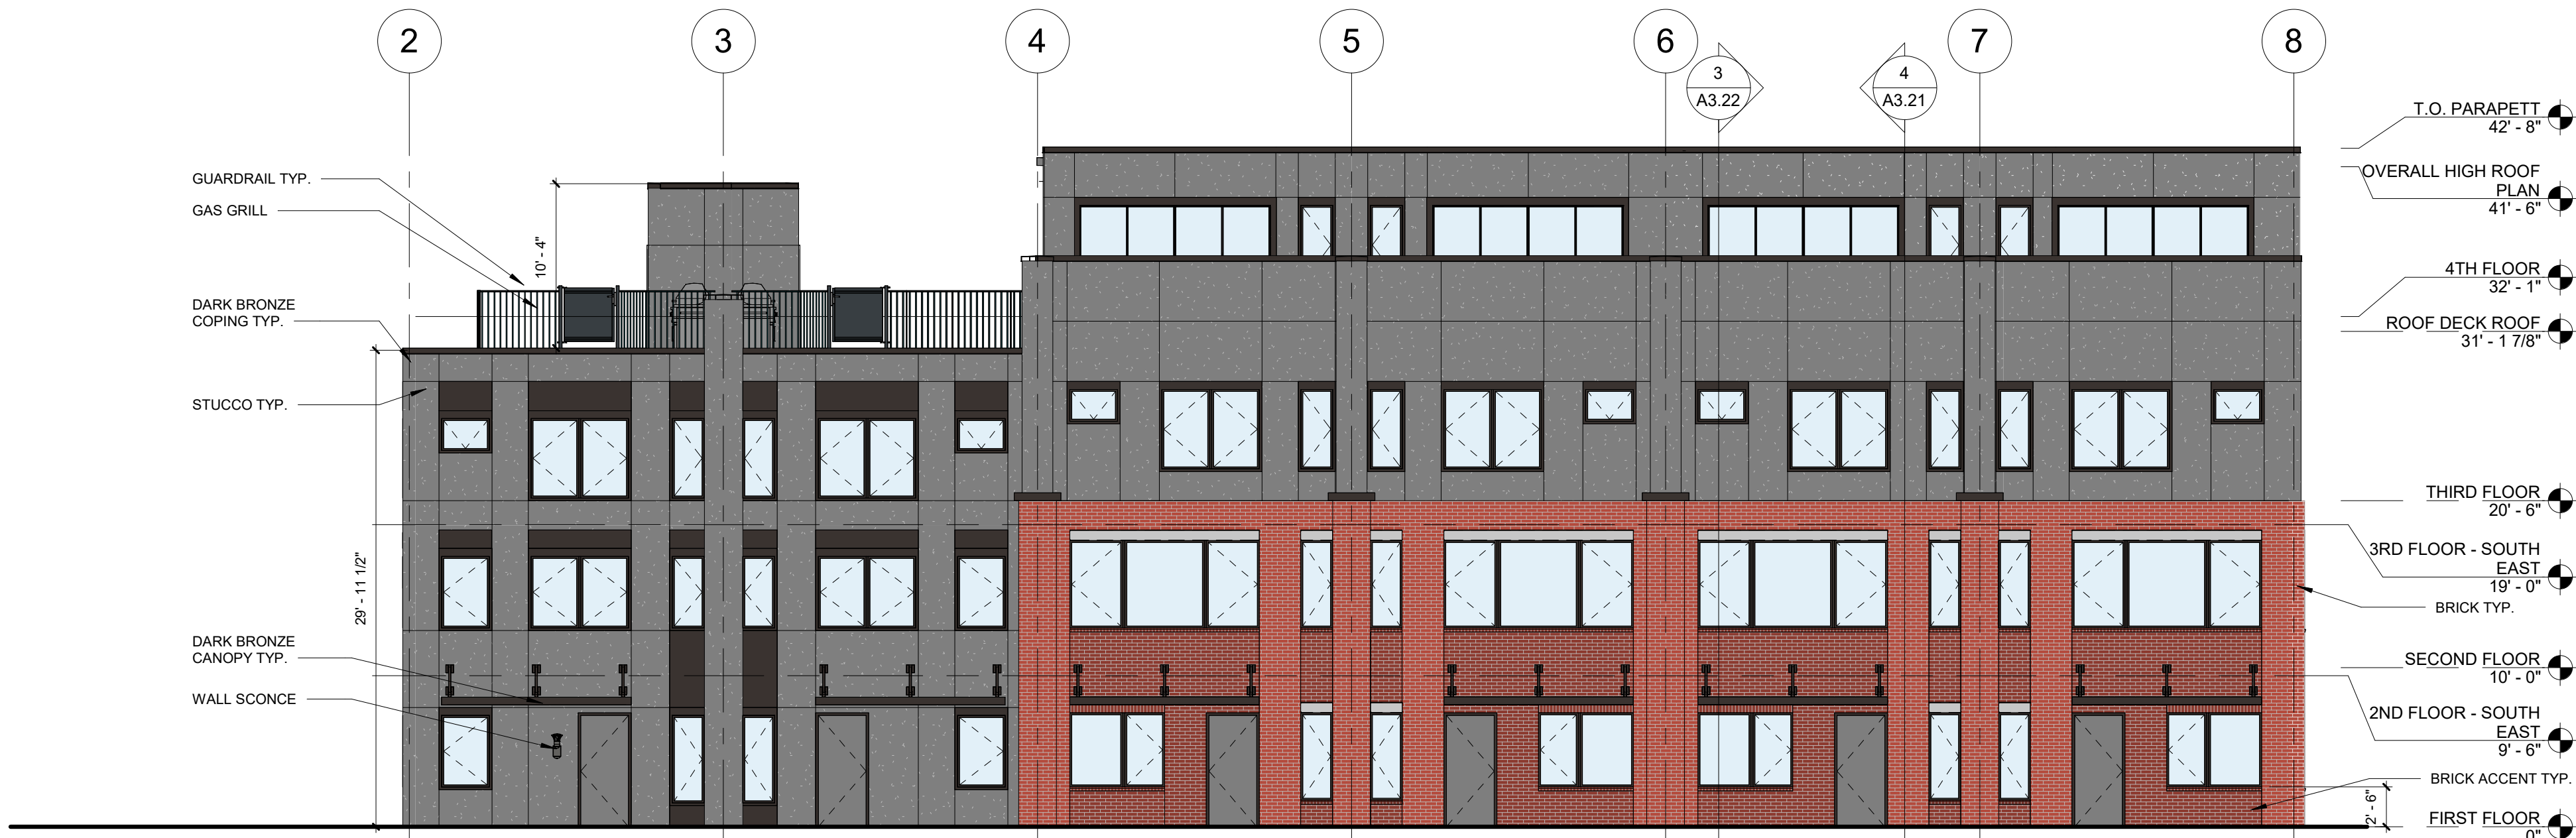 2
3
4
5
6
7
8
3
A3.22
4
A3.21
GUARDRAIL TYP.
GAS GRILL
DARK BRONZE
COPING TYP.
STUCCO TYP.
DARK BRONZE
CANOPY TYP.
WALL SCONCE
10' - 4"
29' - 11 1/2"
T.O. PARAPETT
42' - 8"
OVERALL HIGH ROOF
PLAN
41' - 6"
4TH FLOOR
32' - 1"
ROOF DECK ROOF
31' - 1 7/8"
THIRD FLOOR
20' - 6"
3RD FLOOR - SOUTH
EAST
19' - 0"
BRICK TYP.
SECOND FLOOR
10' - 0"
2ND FLOOR - SOUTH
EAST
9' - 6"
BRICK ACCENT TYP.
2' - 6"
FIRST FLOOR
0"